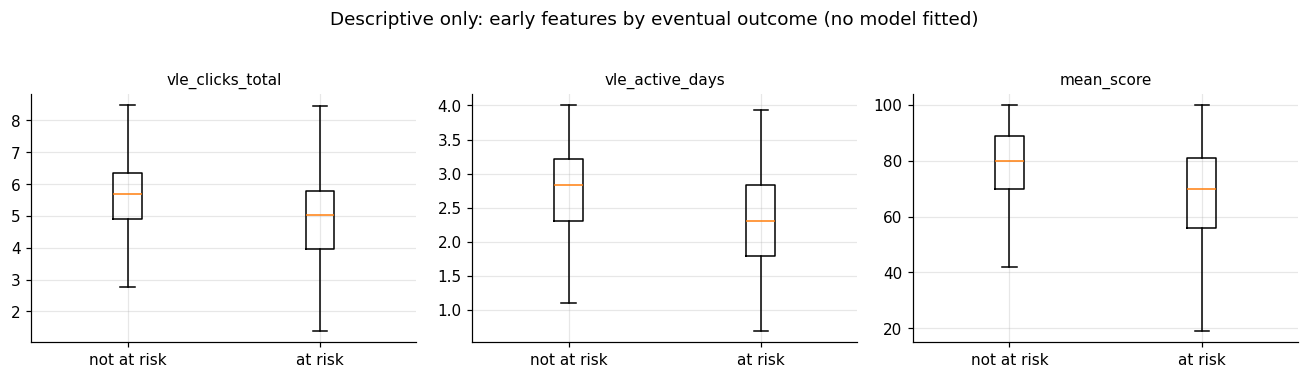 Descriptive only: early features by eventual outcome (no model fitted)
vle_clicks_total
8
7
6
5
4
3
2
not at risk
at risk
vle_active_days
4.0
3.5
3.0
2.5
2.0
1.5
1.0
not at risk
at risk
mean_score
100
80
60
40
20
not at risk
at risk